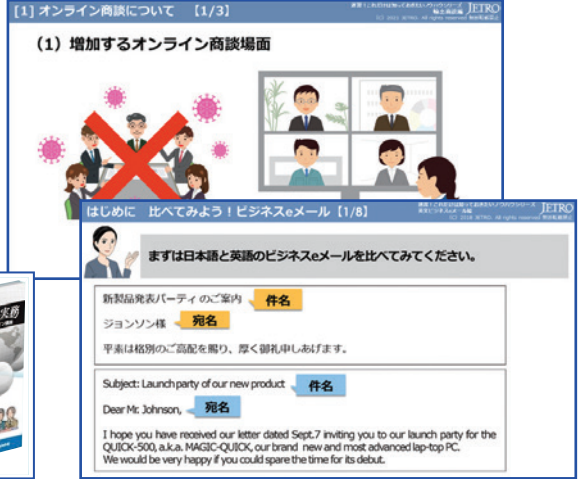 [1] オンライン商談について 【1/3】
JETRO
(1) 増加するオンライン商談場面
はじめに 比べてみよう!ビジネスeメール【1/8】
JETRO
まずは日本語と英語のビジネスeメールを比べてみてください。
新製品発表パーティのご案内 件名
ジョンソン様 宛名
平素は格別のご高配を賜り、厚く御礼申しあげます。
Subject: Launch party of our new product 件名
Dear Mr. Johnson, 宛名
I hope you have received our letter dated Sept.7 inviting you to our launch party for the
QUICK-500, a.k.a. MAGIC-QUICK, our brand new and most advanced lap-top PC.
We would be very happy if you could spare the time for its debut.
実務